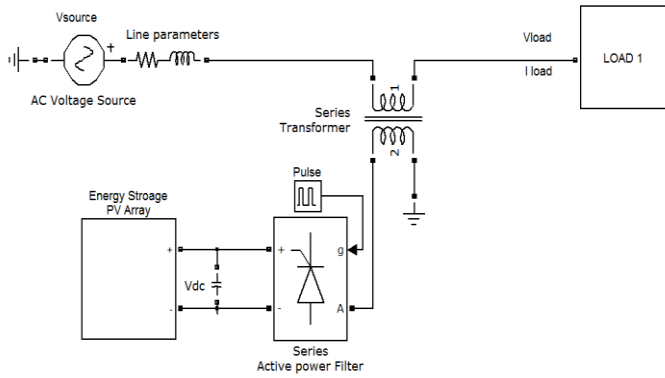 Vsource
+
Line parameters
AC Voltage Source
Vload
I load
LOAD 1
1
2
Series
Transformer
Pulse
Energy Stroage
PV Array
+
-
Vdc
+
-
g
A
Series
Active power Filter